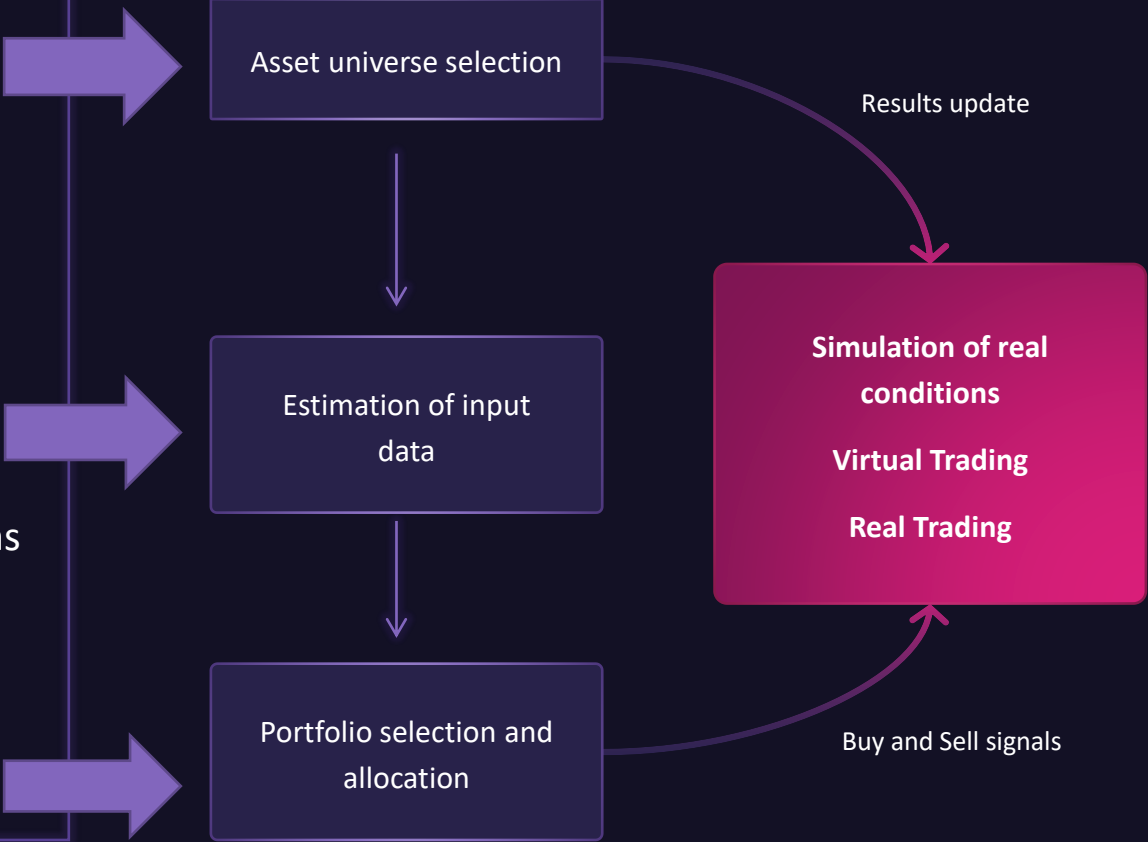 Asset universe selection
Results update
Estimation of input
data
Simulation of real
conditions
Virtual Trading
Real Trading
Portfolio selection and
allocation
Buy and Sell signals